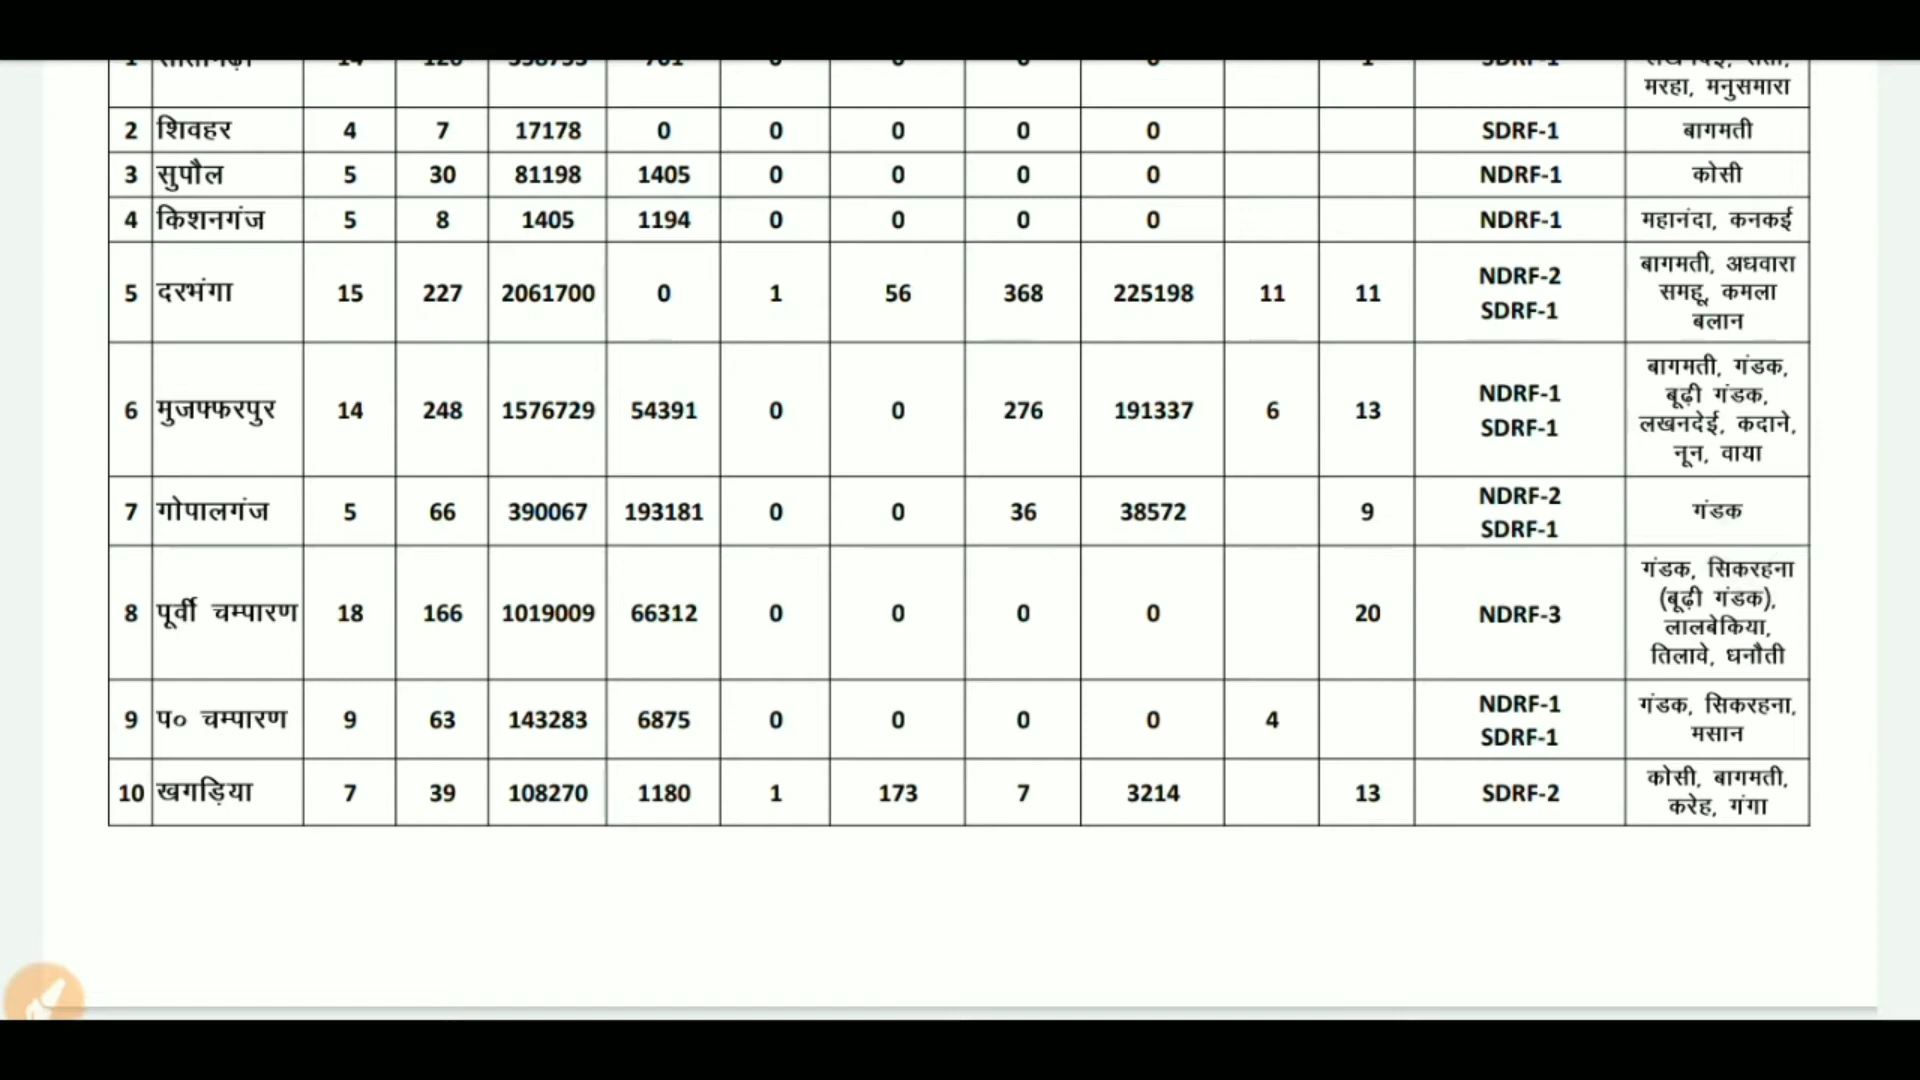 मरहा, मनुसमारा
2 शिवहर 4 7 17178 0 0 0 0 0 SDRF-1 बागमती
3 सुपौल 5 30 81198 1405 0 0 0 0 NDRF-1 कोसी
4 किशनगंज 5 8 1405 1194 0 0 0 0 NDRF-1 महानंदा, कनकई
5 दरभंगा 15 227 2061700 0 1 56 368 225198 11 11 NDRF-2 SDRF-1 बागमती, अधवारा
समहू, कमला
बलान
6 मुजफ्फरपुर 14 248 1576729 54391 0 0 276 191337 6 13 NDRF-1 SDRF-1 बागमती, गंडक,
बूढ़ी गंडक,
लखनदेई, कदाने,
नून, वाया
7 गोपालगंज 5 66 390067 193181 0 0 36 38572 9 NDRF-2 SDRF-1 गंडक
8 पूर्वी चम्पारण 18 166 1019009 66312 0 0 0 0 20 NDRF-3 गंडक, सिकरहना
(बूढ़ी गंडक),
लालबेकिया,
तिलावे, धनौती
9 प० चम्पारण 9 63 143283 6875 0 0 0 0 4 NDRF-1 SDRF-1 गंडक, सिकरहना,
मसान
10 खगड़िया 7 39 108270 1180 1 173 7 3214 13 SDRF-2 कोसी, बागमती,
करेह, गंगा